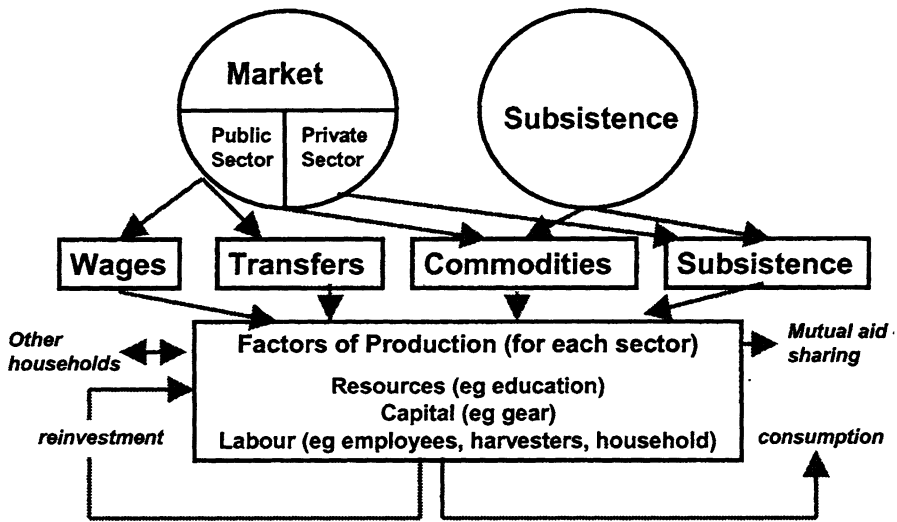 Market
Public
Sector
Private
Sector
Subsistence
Wages
Transfers
Commodities
Subsistence
Other
households
Factors of Production (for each sector)
Mutual aid
sharing
Resources (eg education)
Capital (eg gear)
Labour (eg employees, harvesters, household)
reinvestment
consumption